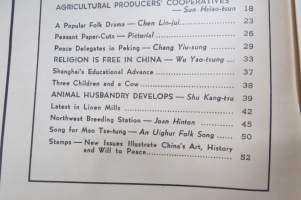 AGRICULTURAL PRODUCERS' COOPERATIVES
— Sun Hsiao-tsun 18
A Popular Folk Drama — Chen Lin-jui 23
Peasant Paper-Cuts — Pictorial 26
Peace Delegates in Peking — Chang Yiu-sung 29
RELIGION IS FREE IN CHINA — Wu Yao-tsung 33
Shanghai's Educational Advance 37
Three Children and a Cow 38
ANIMAL HUSBANDRY DEVELOPS — Shu Kang-tsu 39
Latest in Linen Mills 42
Northwest Breeding Station — Joan Hinton 45
Song for Mao Tse-tung — An Uighur Folk Song 50
Stamps — New Issues Illustrate China's Art, History
and Will to Peace 52